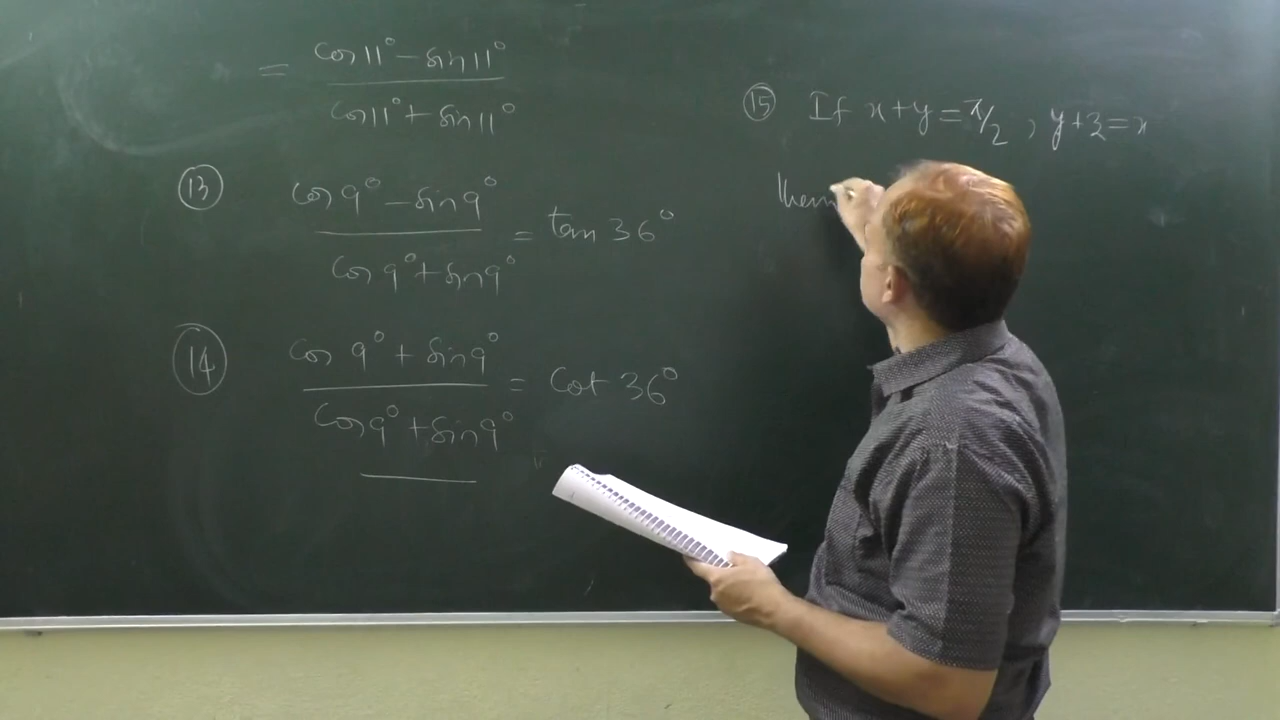 = cos 11° - sin 11°
cos 11° + sin 11°
13 cos 9° - sin 9°
= tan 36°
cos 9° + sin 9°
14 cos 9° + sin 9°
= cot 36°
cos 9° + sin 9°
15 If x+y = π/2, y+z = x
then